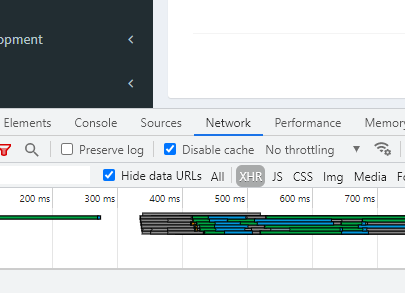 opment
Elements Console Sources Network Performance Memory
Preserve log Disable cache No throttling
Hide data URLs All XHR JS CSS Img Media Fo
200 ms 300 ms 400 ms 500 ms 600 ms 700 ms